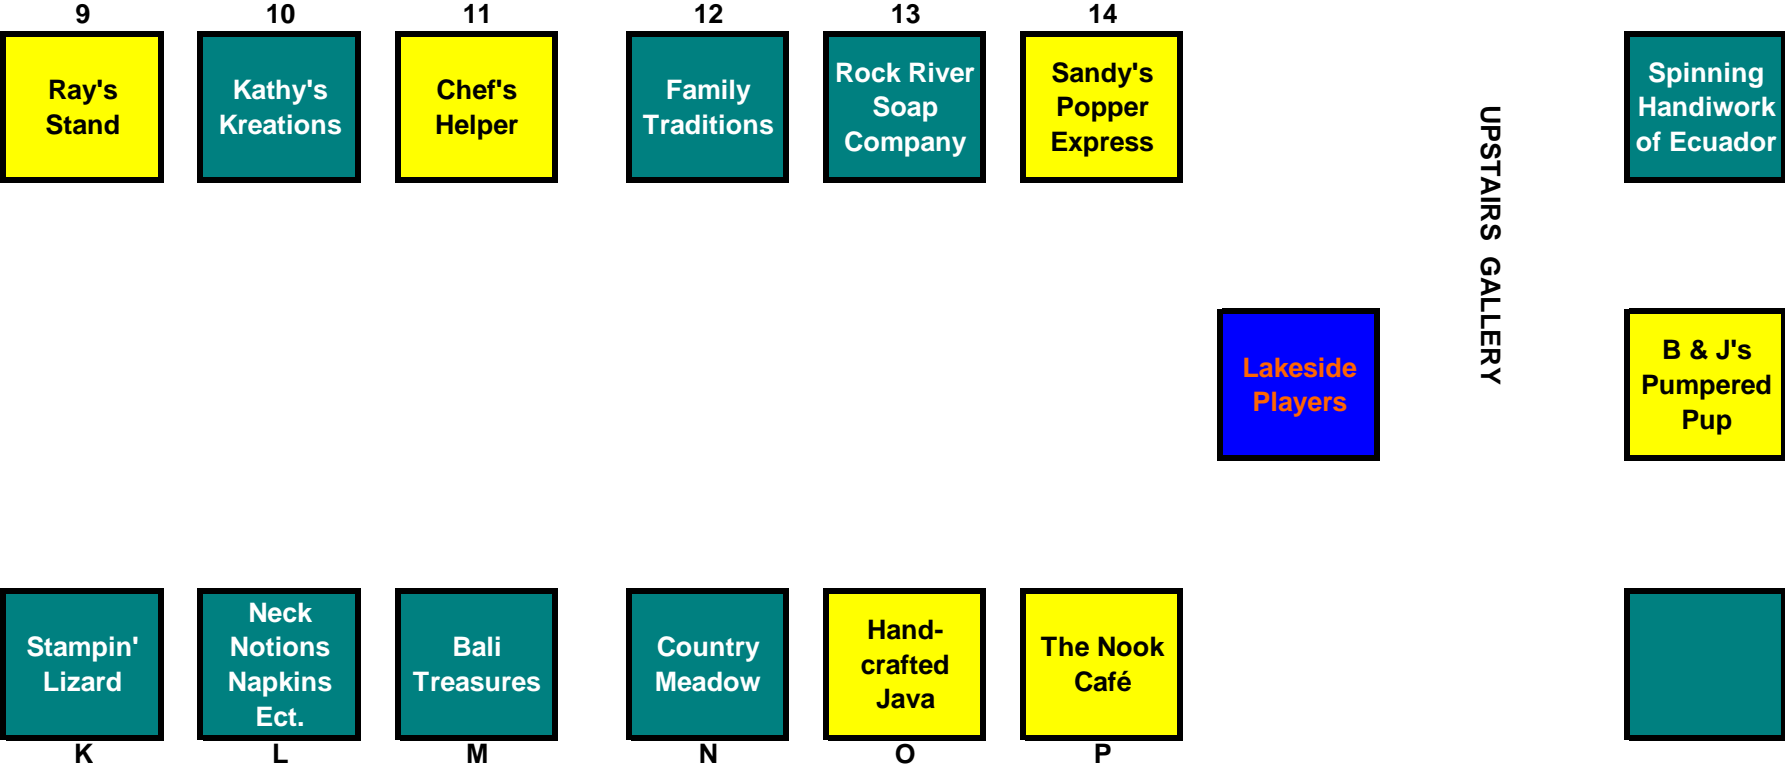 9 10 11 12 13 14
Ray's
Stand
Kathy's
Kreations
Chef's
Helper
Family
Traditions
Rock River
Soap
Company
Sandy's
Popper
Express
Spinning
Handiwork
of Ecuador
UPSTAIRS GALLERY
Lakeside
Players
B & J's
Pumpered
Pup
Stampin'
Lizard
Neck
Notions
Napkins
Ect.
Bali
Treasures
Country
Meadow
Hand-
crafted
Java
The Nook
Café
K L M N O P